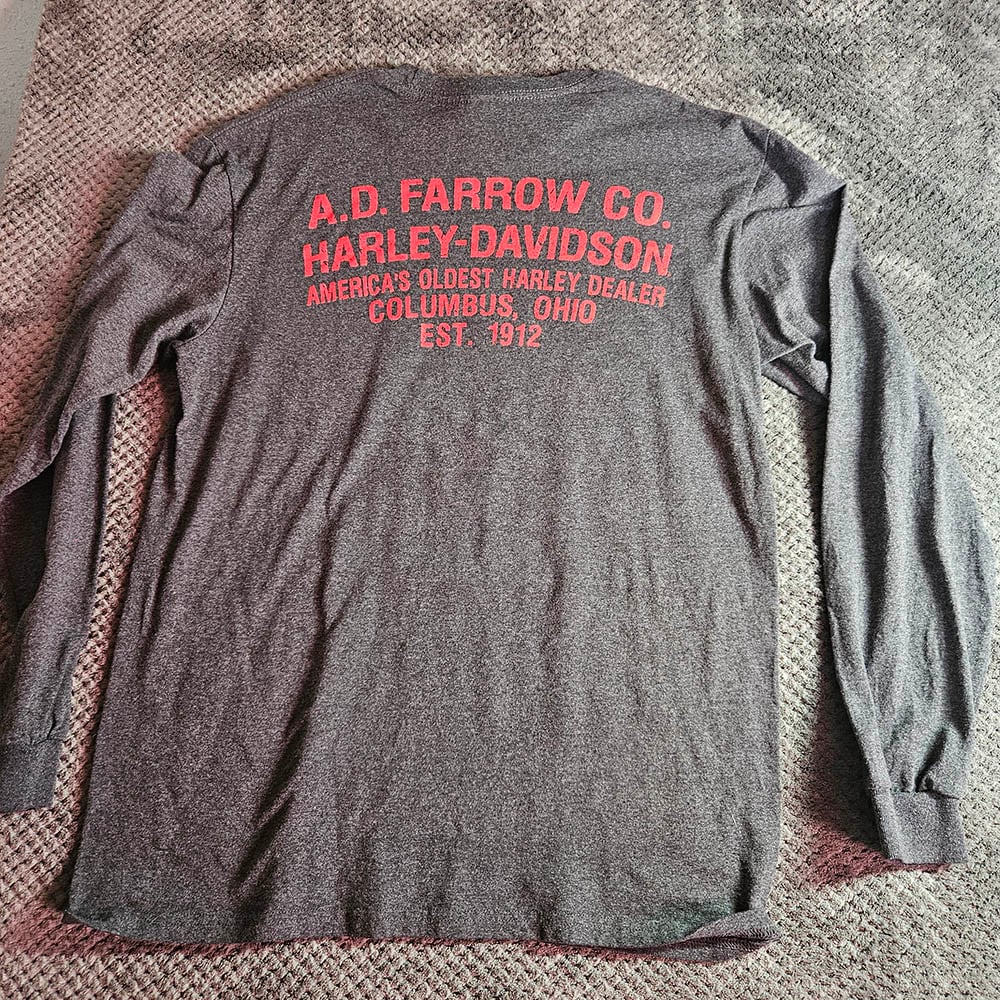 A.D. FARROW CO.
HARLEY-DAVIDSON
AMERICA'S OLDEST HARLEY DEALER
COLUMBUS, OHIO
EST. 1912